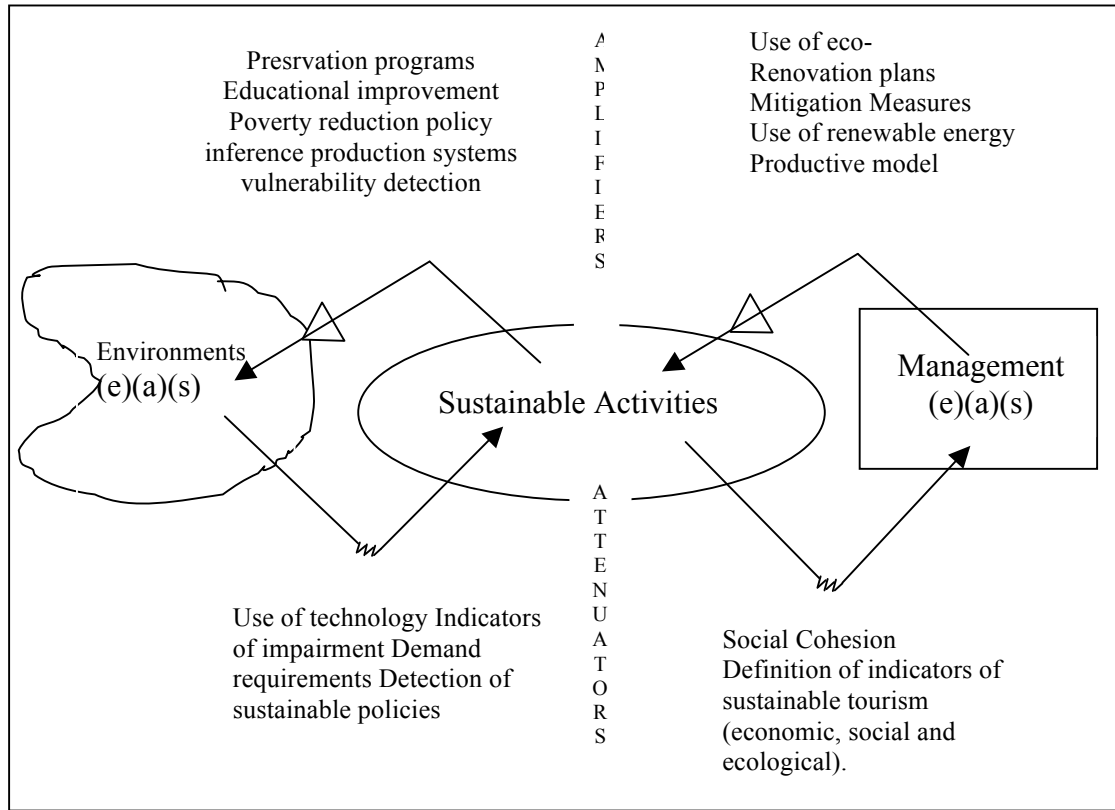 Presrvation programs
Educational improvement
Poverty reduction policy
inference production systems
vulnerability detection
AMPLIFIERS
Use of eco-
Renovation plans
Mitigation Measures
Use of renewable energy
Productive model
Environments
(e)(a)(s)
Sustainable Activities
Management
(e)(a)(s)
Use of technology Indicators
of impairment Demand
requirements Detection of
sustainable policies
ATTENUATORS
Social Cohesion
Definition of indicators of
sustainable tourism
(economic, social and
ecological).